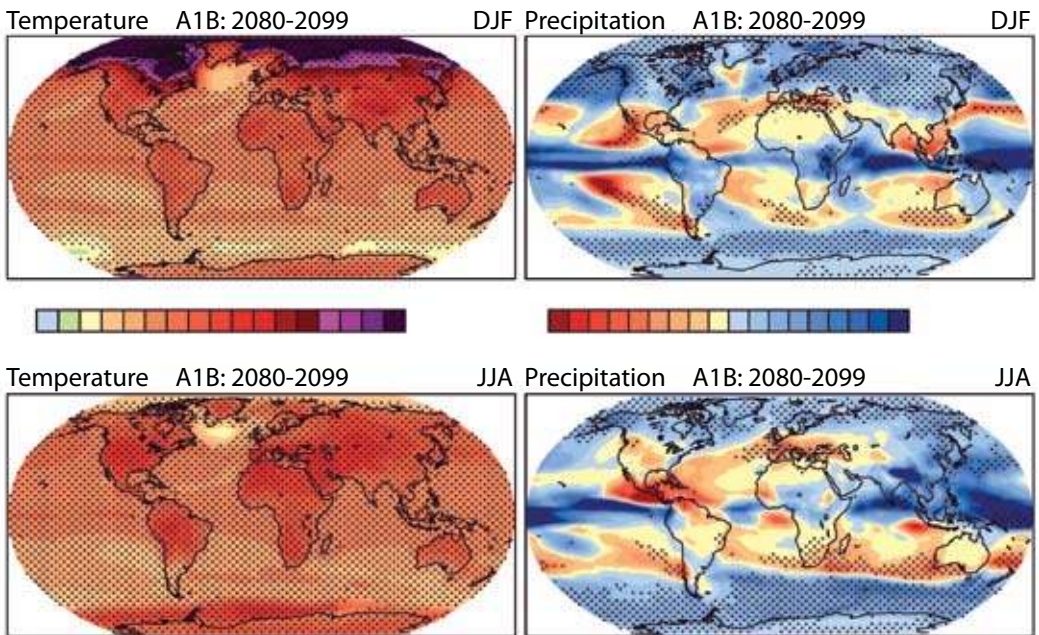 Temperature A1B: 2080-2099 DJF
Precipitation A1B: 2080-2099 DJF
Temperature A1B: 2080-2099 JJA
Precipitation A1B: 2080-2099 JJA